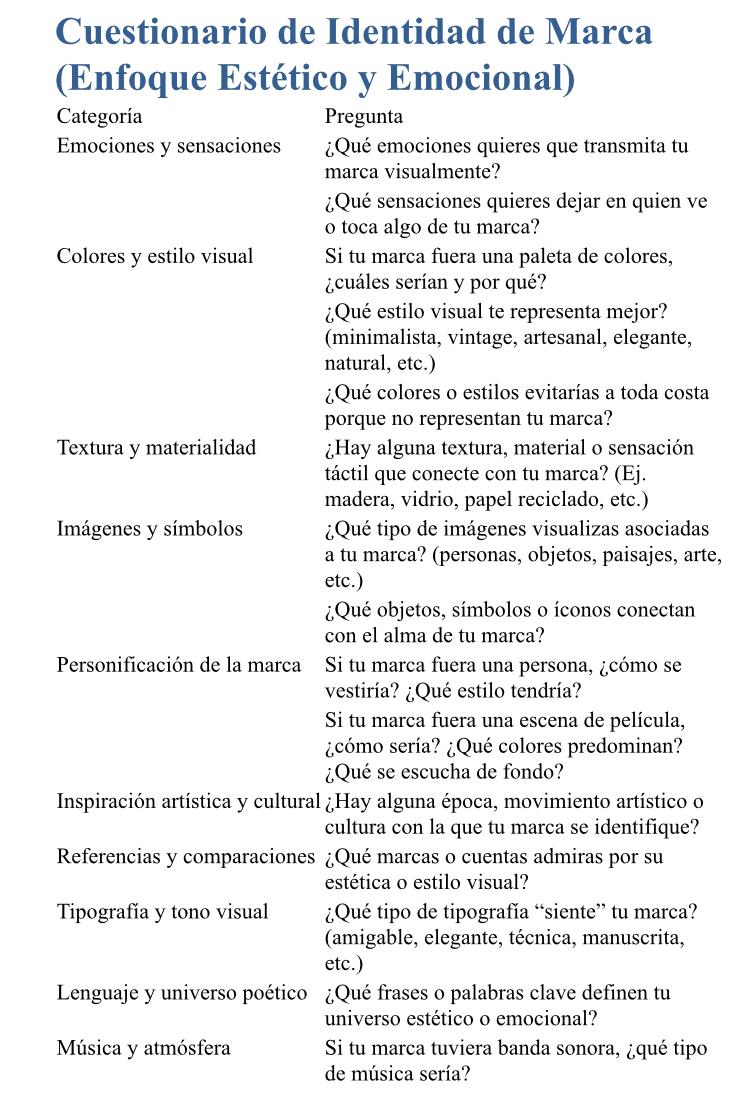 Cuestionario de Identidad de Marca
(Enfoque Estético y Emocional)
Categoría Pregunta
Emociones y sensaciones ¿Qué emociones quieres que transmita tu
marca visualmente?
¿Qué sensaciones quieres dejar en quien ve
o toca algo de tu marca?
Colores y estilo visual Si tu marca fuera una paleta de colores,
¿cuáles serían y por qué?
¿Qué estilo visual te representa mejor?
(minimalista, vintage, artesanal, elegante,
natural, etc.)
¿Qué colores o estilos evitarías a toda costa
porque no representan tu marca?
Textura y materialidad ¿Hay alguna textura, material o sensación
táctil que conecte con tu marca? (Ej.
madera, vidrio, papel reciclado, etc.)
Imágenes y símbolos ¿Qué tipo de imágenes visualizas asociadas
a tu marca? (personas, objetos, paisajes, arte,
etc.)
¿Qué objetos, símbolos o íconos conectan
con el alma de tu marca?
Personificación de la marca Si tu marca fuera una persona, ¿cómo se
vestiría? ¿Qué estilo tendría?
Si tu marca fuera una escena de película,
¿cómo sería? ¿Qué colores predominan?
¿Qué se escucha de fondo?
Inspiración artística y cultural ¿Hay alguna época, movimiento artístico o
cultura con la que tu marca se identifique?
Referencias y comparaciones ¿Qué marcas o cuentas admiras por su
estética o estilo visual?
Tipografía y tono visual ¿Qué tipo de tipografía “siente” tu marca?
(amigable, elegante, técnica, manuscrita,
etc.)
Lenguaje y universo poético ¿Qué frases o palabras clave definen tu
universo estético o emocional?
Música y atmósfera Si tu marca tuviera banda sonora, ¿qué tipo
de música sería?